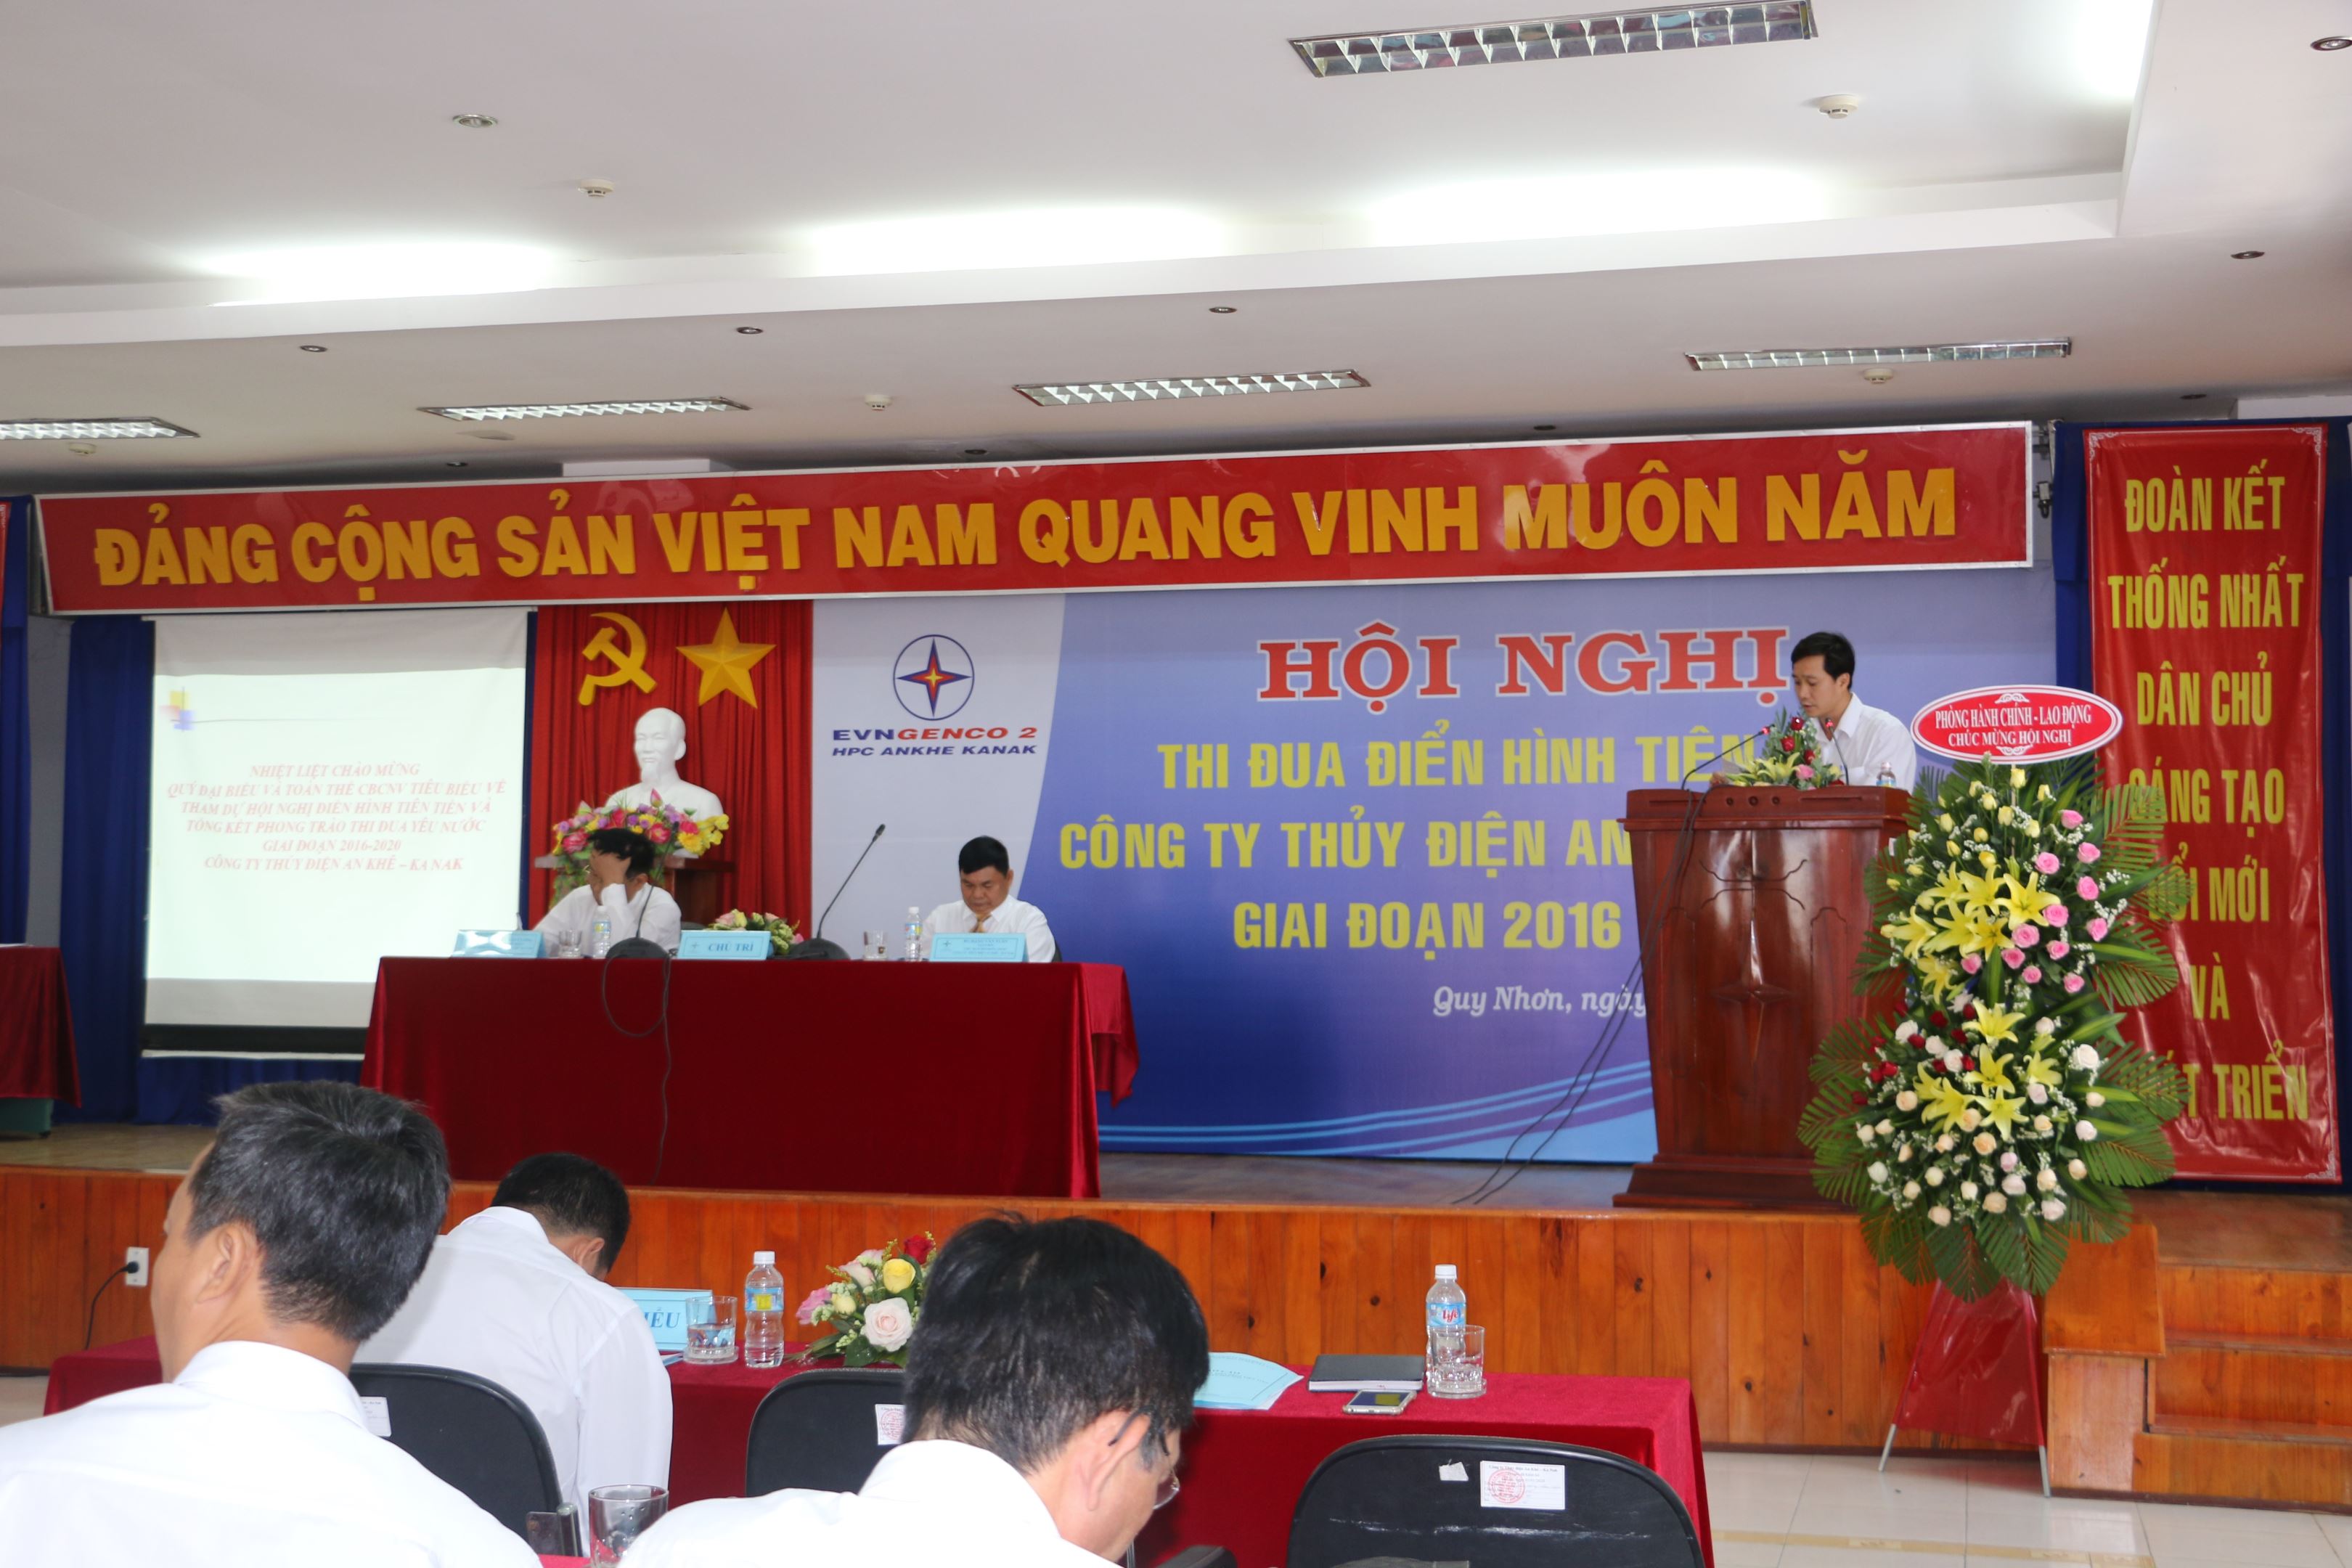 ĐẢNG CỘNG SẢN VIỆT NAM QUANG VINH MUÔN NĂM
NHIỆT LIỆT CHÀO MỪNG
QUÝ ĐẠI BIỂU VÀ TOÀN THỂ CBCNV TIÊU BIỂU VỀ
THAM DỰ HỘI NGHỊ ĐIỂN HÌNH TIÊN TIẾN VÀ
TỔNG KẾT PHONG TRÀO THI ĐUA YÊU NƯỚC
GIAI ĐOẠN 2016-2020
CÔNG TY THỦY ĐIỆN AN KHÊ – KA NAK
EVNGENCO 2
HPC ANKHE KANAK
HỘI NGHỊ
THI ĐUA ĐIỂN HÌNH TIÊN
CÔNG TY THỦY ĐIỆN AN
GIAI ĐOẠN 2016
Quy Nhơn, ngày
PHÒNG HÀNH CHÍNH - LAO ĐỘNG
CHÚC MỪNG HỘI NGHỊ
ĐOÀN KẾT
THỐNG NHẤT
DÂN CHỦ
SÁNG TẠO
ĐỔI MỚI
VÀ
TRIỂN
CHỦ TRÌ